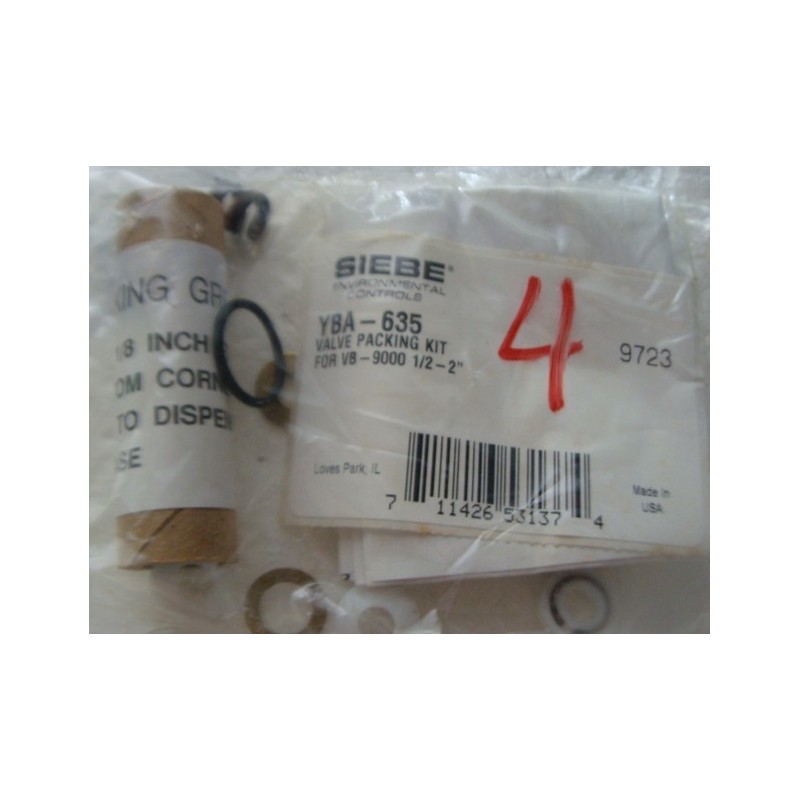 KING GR
1/8 INCH
OM CORN
TO DISPEN
SE
SIEBE®
ENVIRONMENTAL
CONTROLS
YBA-635
VALVE PACKING KIT
FOR VB-9000 1/2-2"
4
9723
Loves Park, IL
7 11426 53137 4
Made In
USA